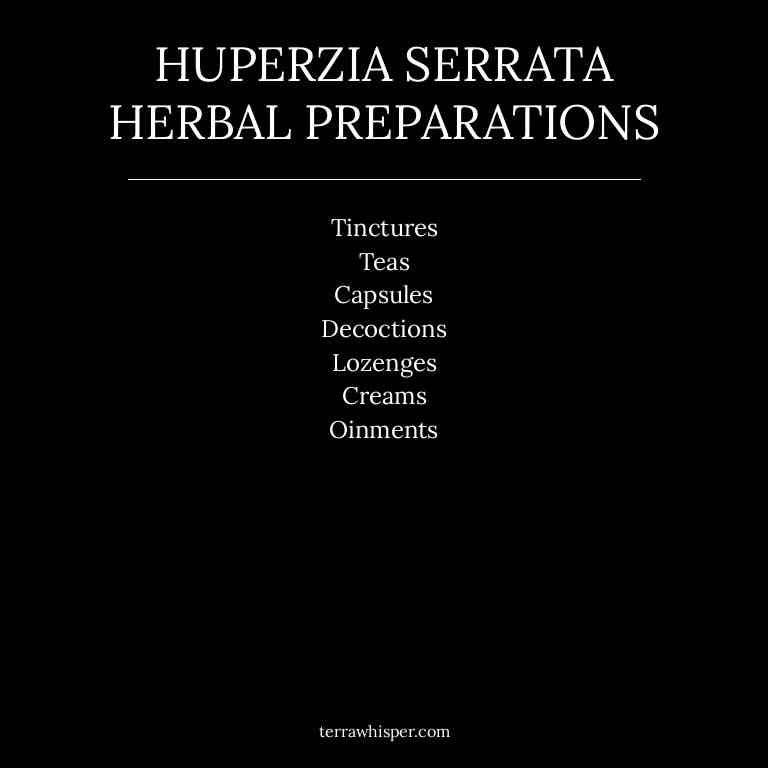 HUPERZIA SERRATA
HERBAL PREPARATIONS
Tinctures
Teas
Capsules
Decoctions
Lozenges
Creams
Oinments
terrawhisper.com